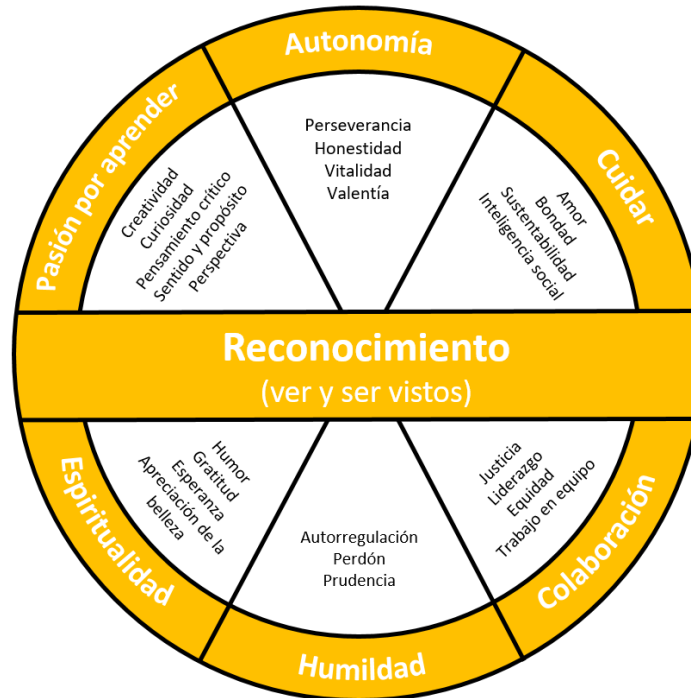 Autonomía
Perseverancia
Honestidad
Vitalidad
Valentía
Pasión por aprender
Creatividad
Curiosidad
Pensamiento crítico
Sentido y propósito
Perspectiva
Cuidar
Amor
Bondad
Sustentabilidad
Inteligencia social
Reconocimiento
(ver y ser vistos)
Espiritualidad
Humor
Gratitud
Esperanza
Apreciación de la
belleza
Humildad
Autorregulación
Perdón
Prudencia
Colaboración
Justicia
Liderazgo
Equidad
Trabajo en equipo